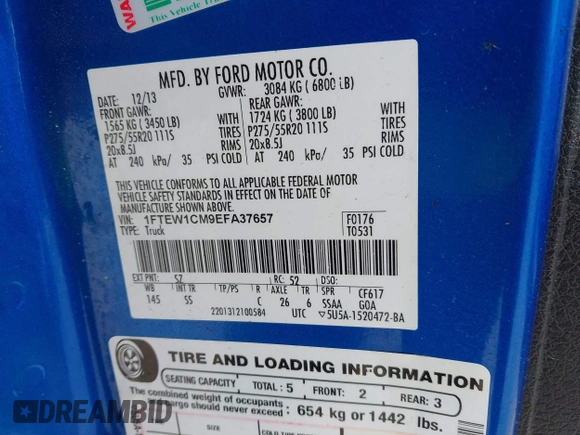 WA
This Vehicle
MFD. BY FORD MOTOR CO.
12/13 GVWR: 3084 KG ( 6800 LB)
FRONT GAWR: REAR GAWR:
1565 KG ( 3450 LB) 1724 KG ( 3800 LB)
P275/55R20 111S TIRES P275/55R20 111S TIRES
20x8.5J RIMS 20x8.5J RIMS
AT 240 kPa/ 35 PSI COLD AT 240 kPa/ 35 PSI COLD
THIS VEHICLE CONFORMS TO ALL APPLICABLE FEDERAL MOTOR
VEHICLE SAFETY STANDARDS IN EFFECT ON THE DATE OF
MANUFACTURE SHOWN ABOVE.
VIN: 1FTEW1CM9EFA37657 F0176
TYPE: Truck T0531
EXT PNT: SZ RC: 52 DSO:
WB INT TR TP/PS R AXLE TR SPR CF617
145 SS C 26 6 SSAA GOA
2201312100584 UTC ▽5U5A-1520472-BA
TIRE AND LOADING INFORMATION
SEATING CAPACITY TOTAL: 5 FRONT: 2 REAR: 3
The combined weight of occupants
cargo should never exceed: 654 kg or 1442 lbs.
DREAMBID